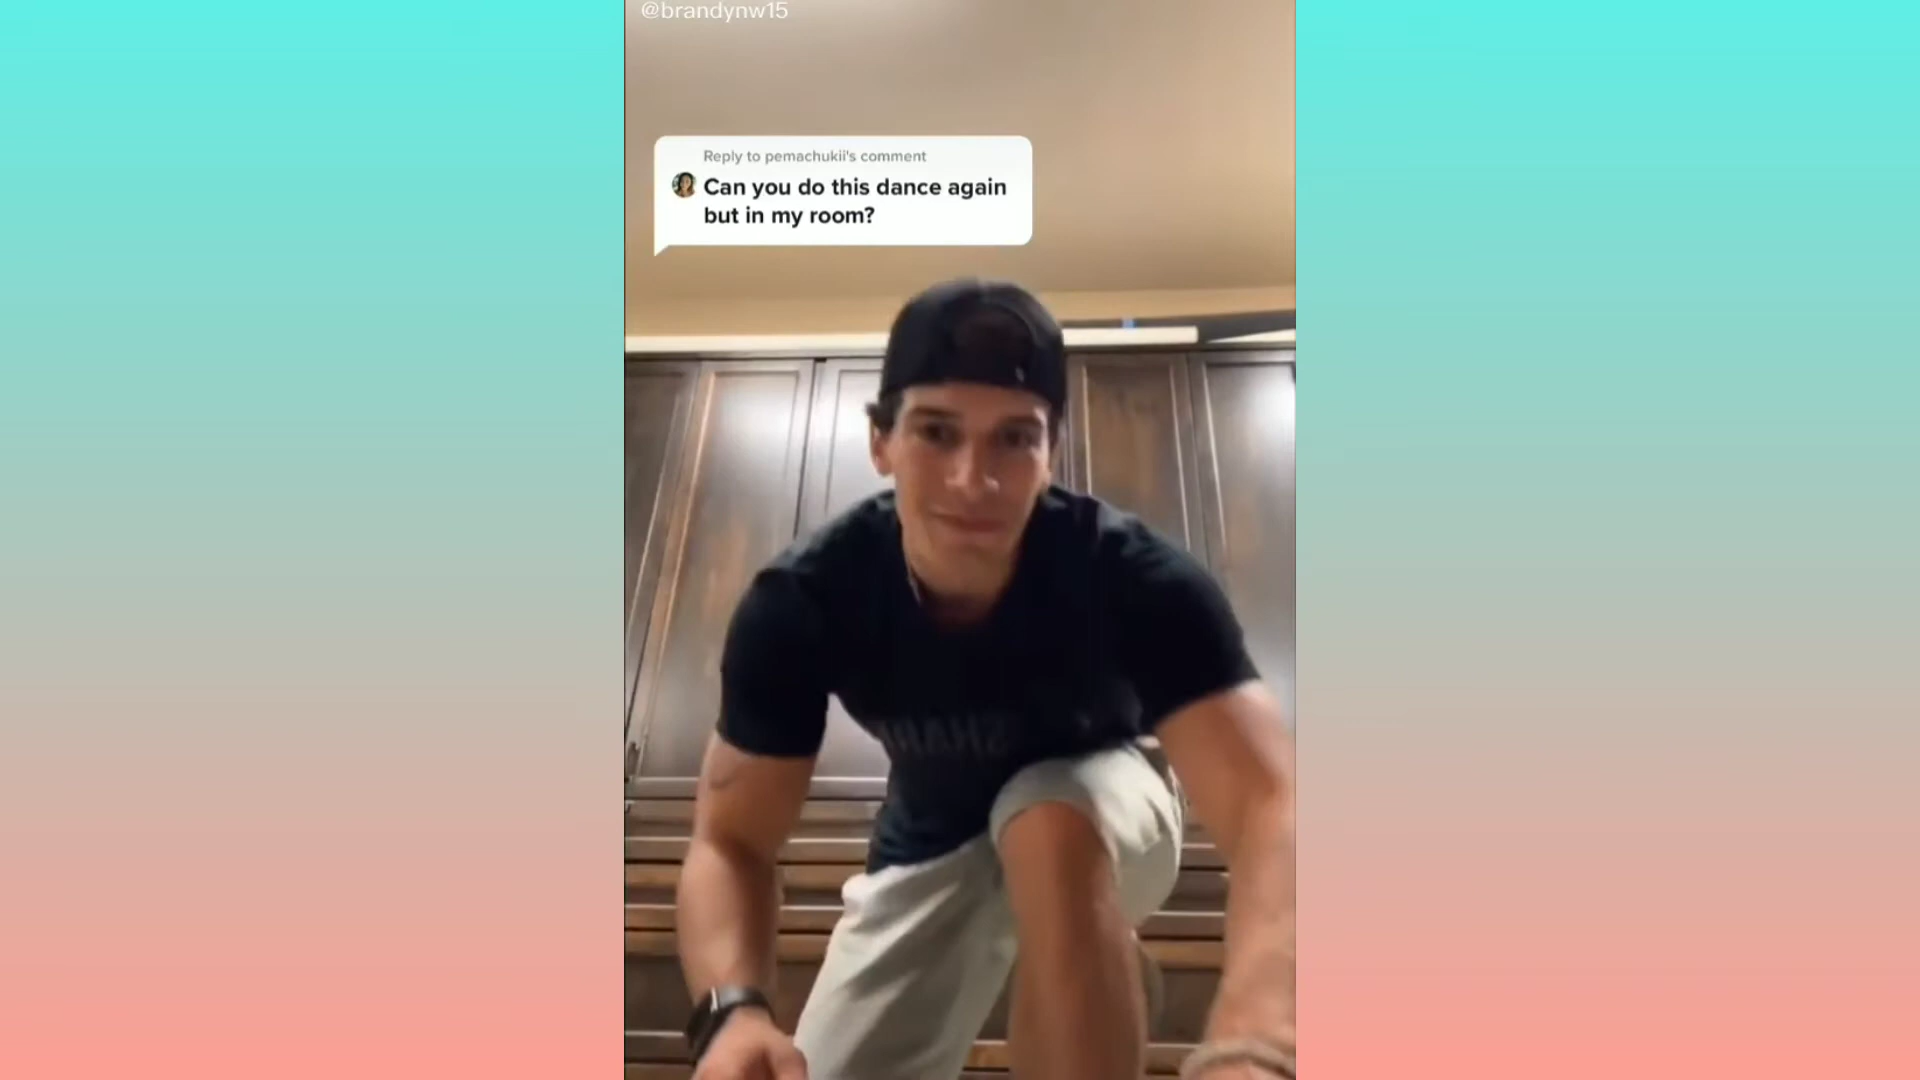 @brandynw15
Reply to pemachukii's comment
Can you do this dance again
but in my room?